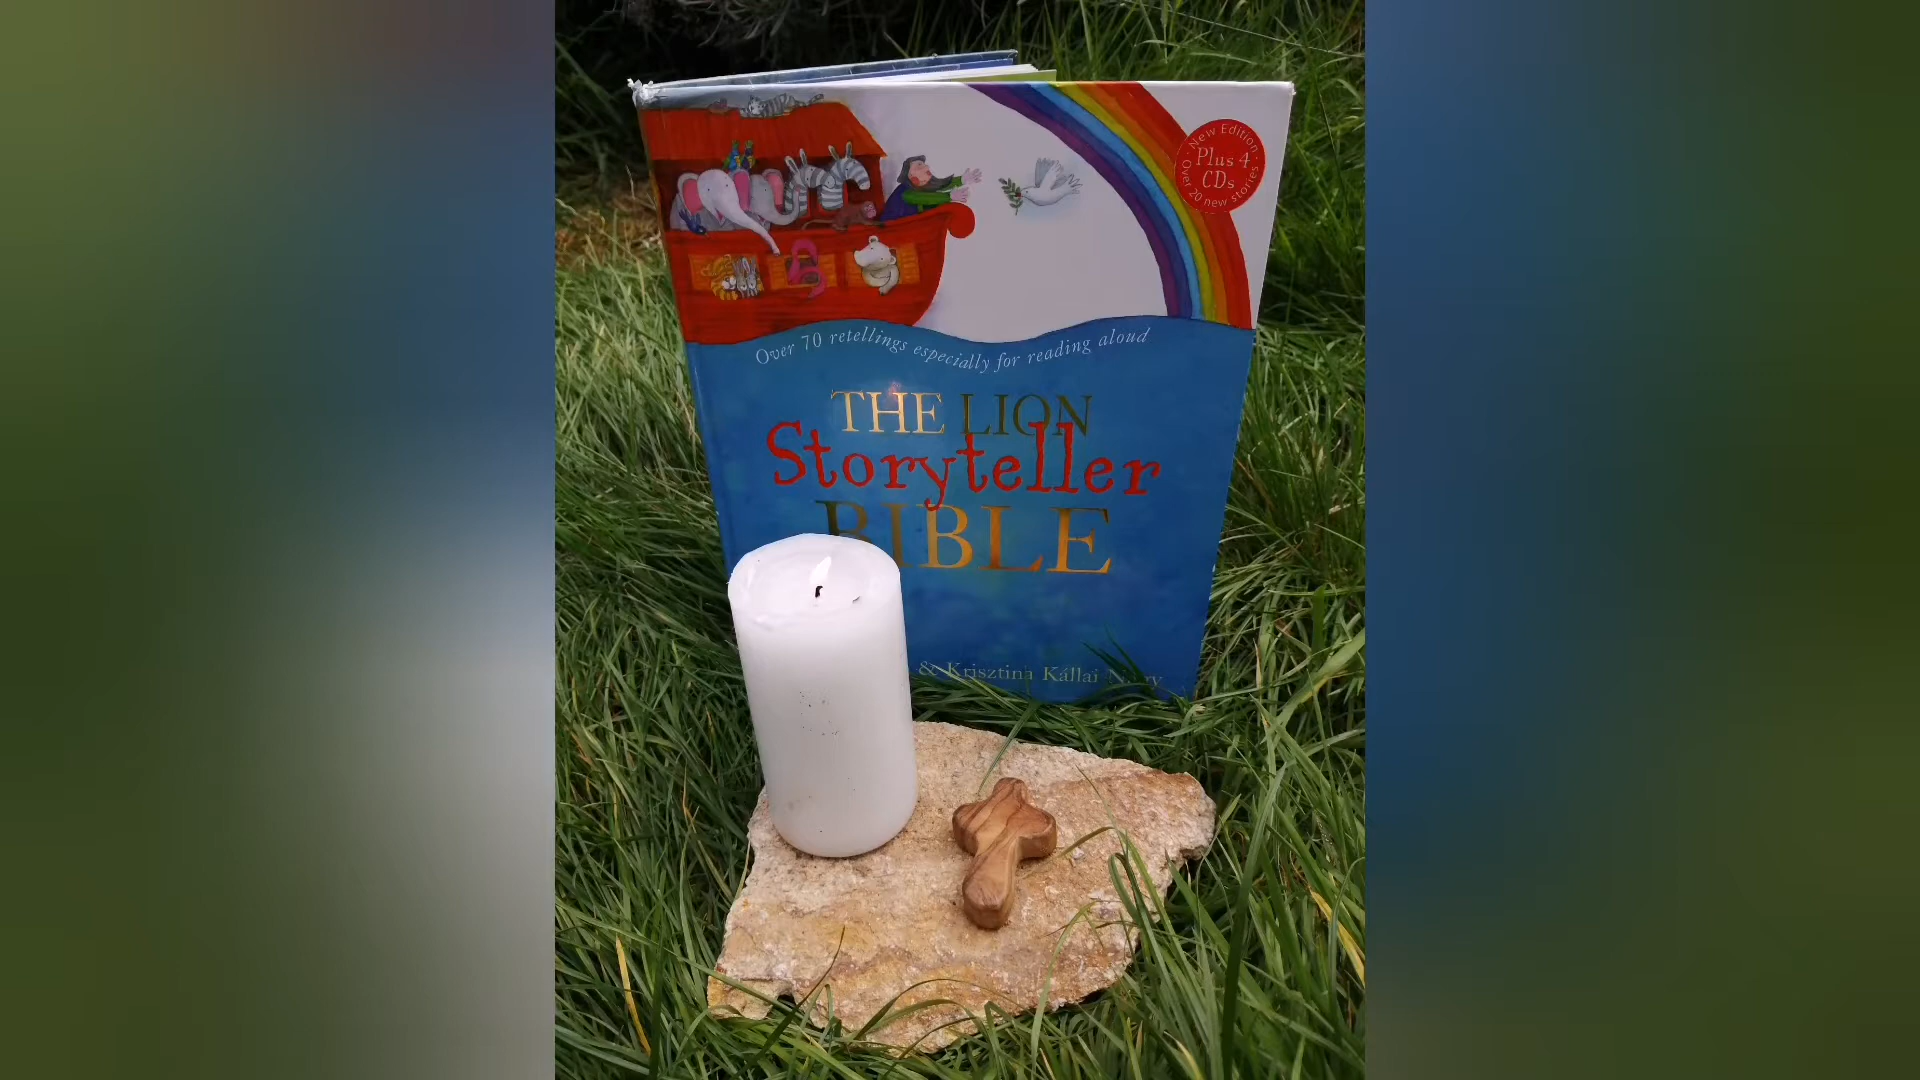 New Edition
Plus 4
CDs
Over 20 new stories
Over 70 retellings especially for reading aloud
THE LION
Storyteller
BIBLE
& Krisztina Kállai